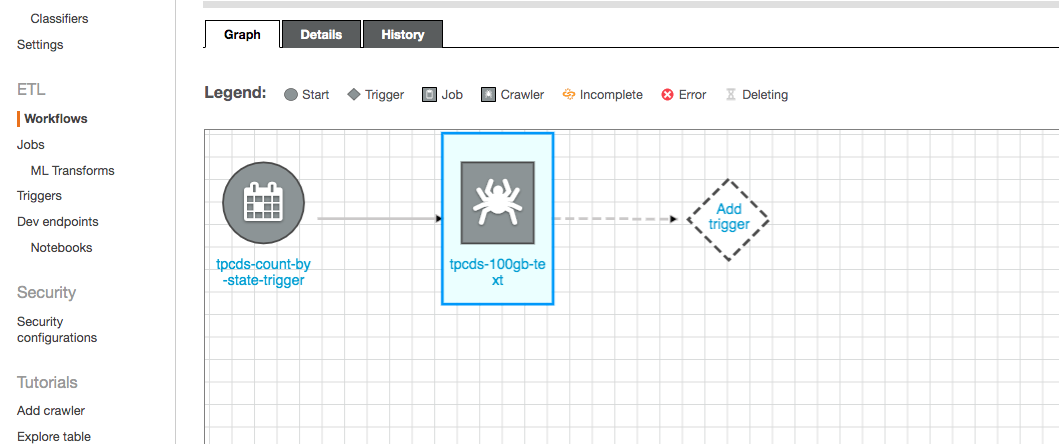 Classifiers
Settings
ETL
Workflows
Jobs
ML Transforms
Triggers
Dev endpoints
Notebooks
Security
Security
configurations
Tutorials
Add crawler
Explore table
Graph Details History
Legend: Start Trigger Job Crawler Incomplete Error Deleting
tpcds-count-by
-state-trigger
tpcds-100gb-te
xt
Add
trigger